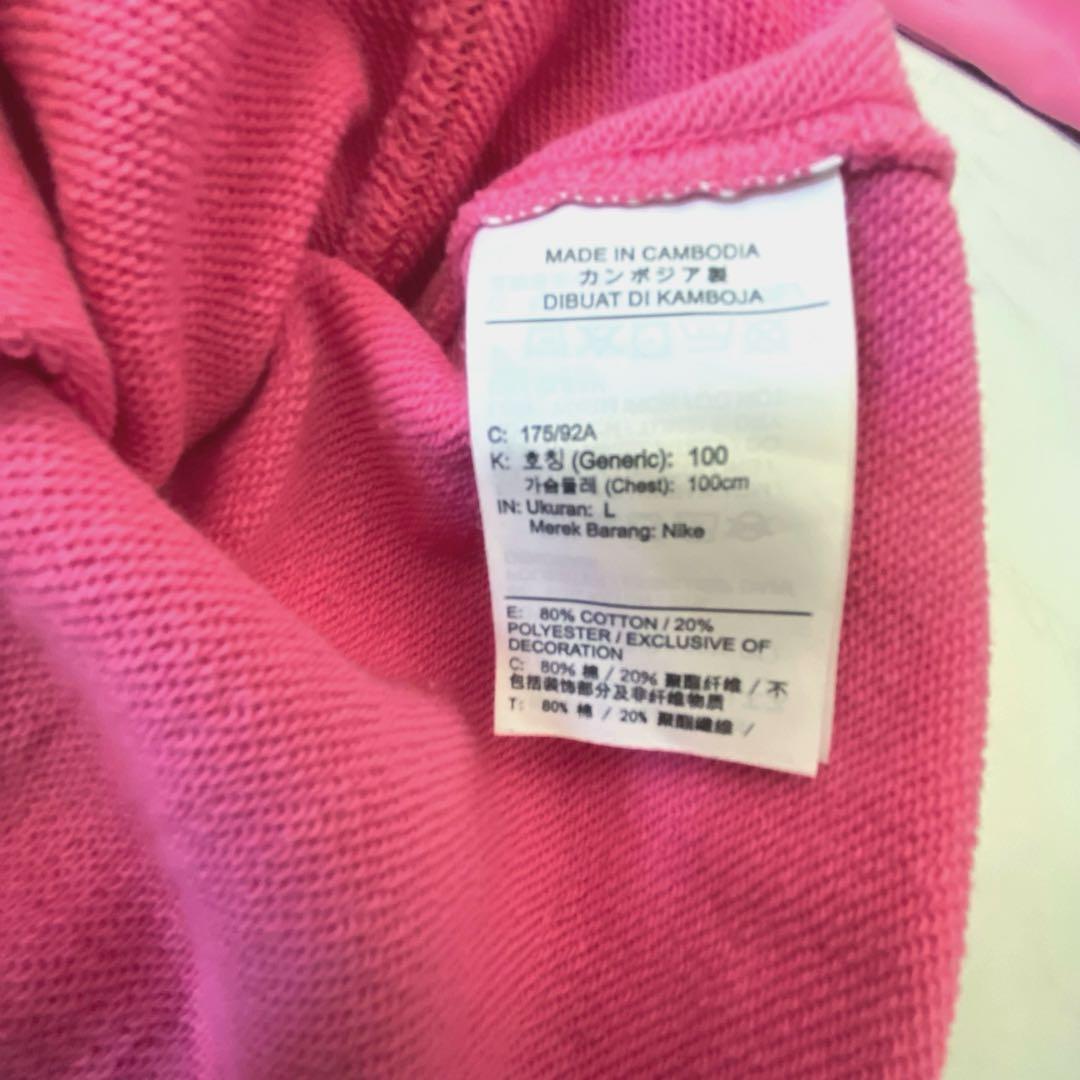 MADE IN CAMBODIA
カンボジア製
DIBUAT DI KAMBOJA
C: 175/92A
K: 호칭 (Generic): 100
가슴둘레 (Chest): 100cm
IN: Ukuran: L
Merek Barang: Nike
E: 80% COTTON / 20%
POLYESTER / EXCLUSIVE OF
DECORATION
C: 80% 棉 / 20% 聚酯纤维 / 不
包括装饰部分及非纤维物质
T: 80% 棉 / 20% 聚酯纖維 /